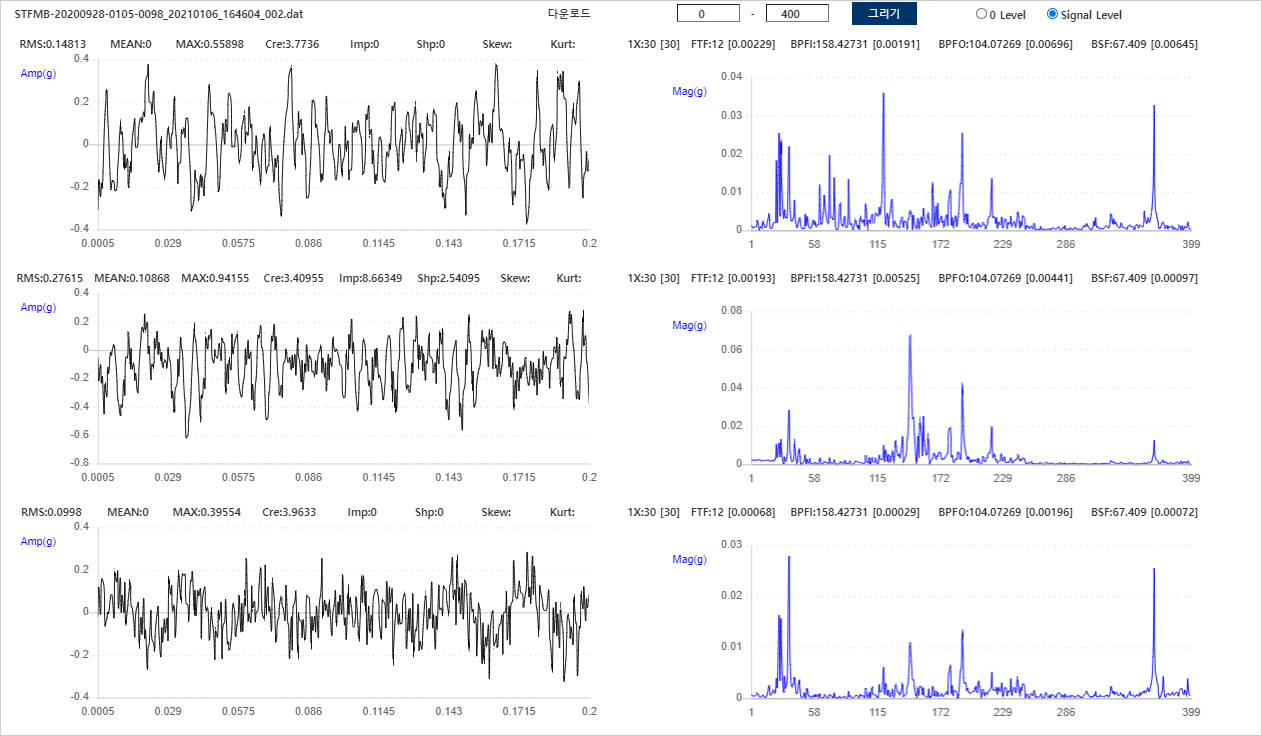 STFMB-20200928-0105-0098_20210106_164604_002.dat 다운로드 0 - 400 그리기 0 Level Signal Level
RMS:0.14813 MEAN:0 MAX:0.55898 Cre:3.7736 Imp:0 Shp:0 Skew: Kurt:
Amp(g)
0.4
0.2
0
-0.2
-0.4
0.0005 0.029 0.0575 0.086 0.1145 0.143 0.1715 0.2
1X:30 [30] FTF:12 [0.00229] BPFI:158.42731 [0.00191] BPFO:104.07269 [0.00696] BSF:67.409 [0.00645]
Mag(g)
0.04
0.03
0.02
0.01
0
1 58 115 172 229 286 399
RMS:0.27615 MEAN:0.10868 MAX:0.94155 Cre:3.40955 Imp:8.66349 Shp:2.54095 Skew: Kurt:
Amp(g)
0.4
0.2
0
-0.2
-0.4
-0.6
-0.8
0.0005 0.029 0.0575 0.086 0.1145 0.143 0.1715 0.2
1X:30 [30] FTF:12 [0.00193] BPFI:158.42731 [0.00525] BPFO:104.07269 [0.00441] BSF:67.409 [0.00097]
Mag(g)
0.08
0.06
0.04
0.02
0
1 58 115 172 229 286 399
RMS:0.0998 MEAN:0 MAX:0.39554 Cre:3.9633 Imp:0 Shp:0 Skew: Kurt:
Amp(g)
0.4
0.2
0
-0.2
-0.4
0.0005 0.029 0.0575 0.086 0.1145 0.143 0.1715 0.2
1X:30 [30] FTF:12 [0.00068] BPFI:158.42731 [0.00029] BPFO:104.07269 [0.00196] BSF:67.409 [0.00072]
Mag(g)
0.03
0.02
0.01
0
1 58 115 172 229 286 399